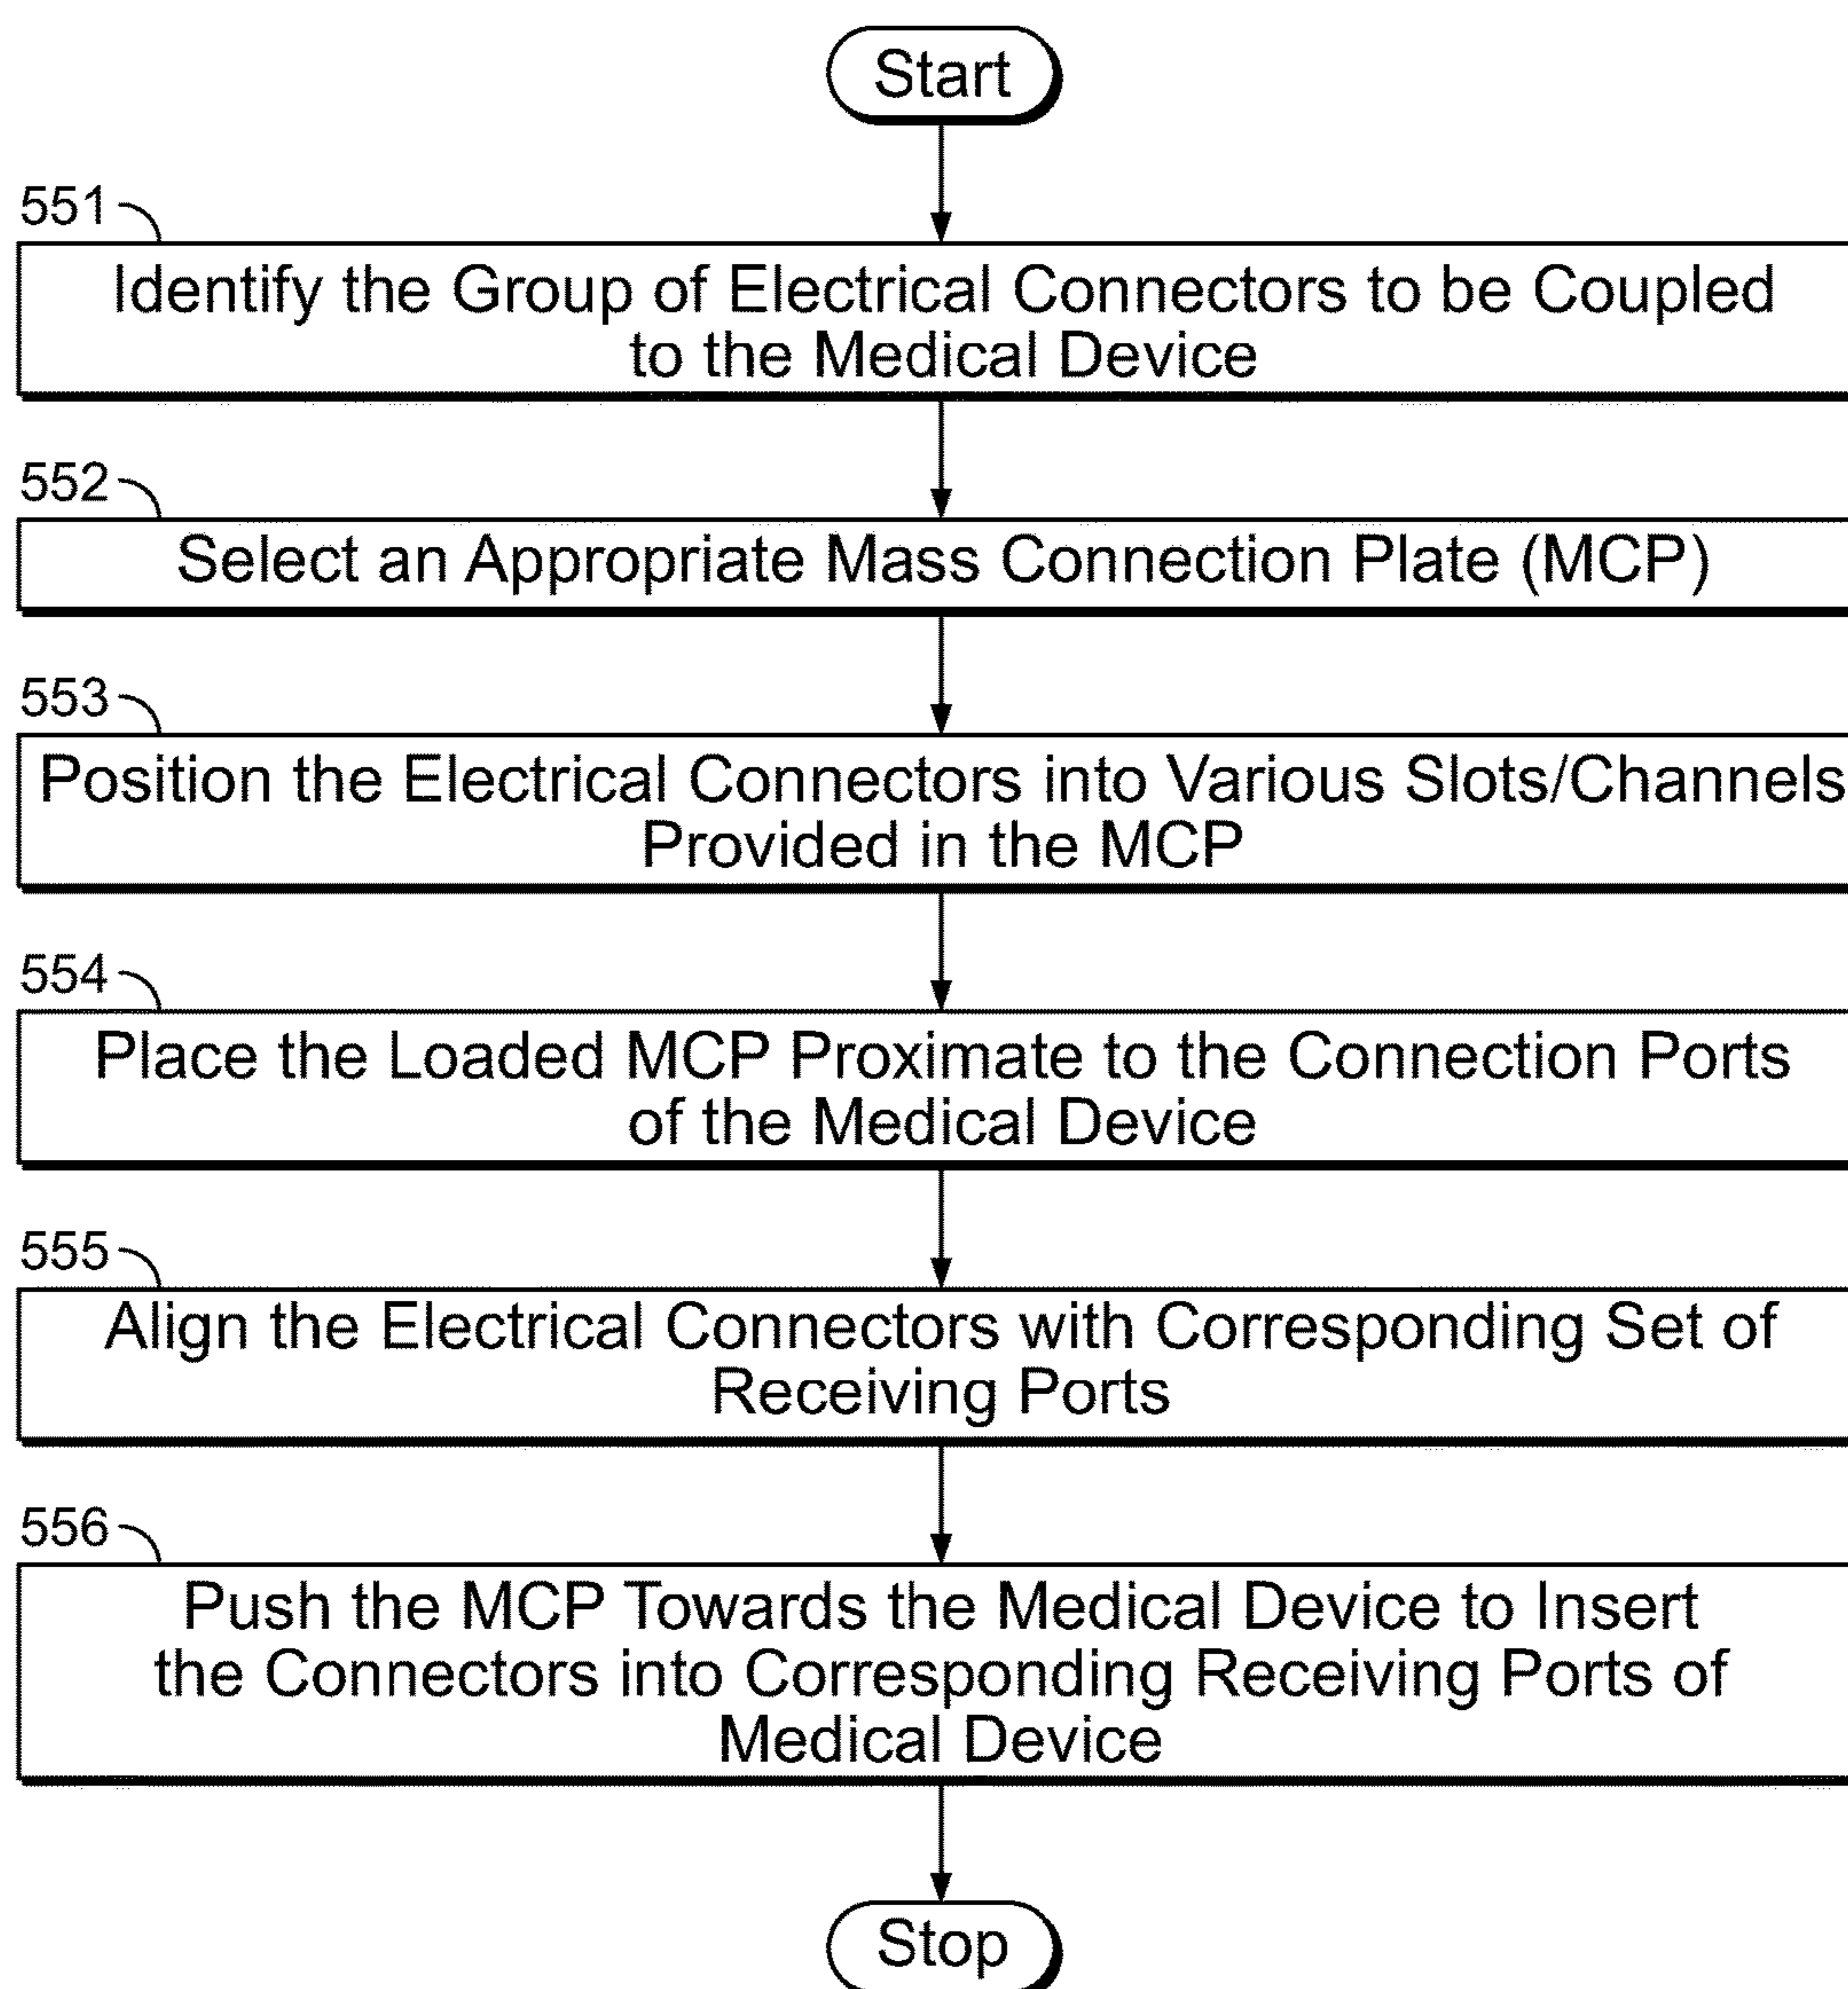 Start
551
Identify the Group of Electrical Connectors to be Coupled
to the Medical Device
552
Select an Appropriate Mass Connection Plate (MCP)
553
Position the Electrical Connectors into Various Slots/Channels
Provided in the MCP
554
Place the Loaded MCP Proximate to the Connection Ports
of the Medical Device
555
Align the Electrical Connectors with Corresponding Set of
Receiving Ports
556
Push the MCP Towards the Medical Device to Insert
the Connectors into Corresponding Receiving Ports of
Medical Device
Stop